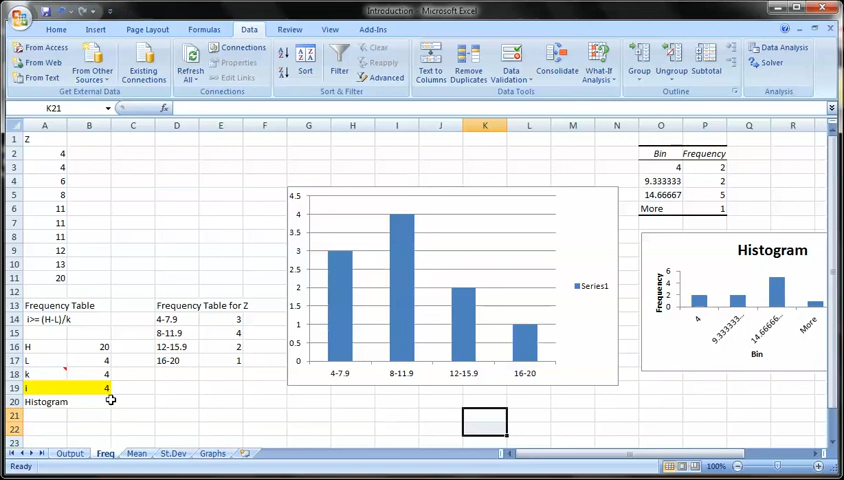 Introduction - Microsoft Excel
Home Insert Page Layout Formulas Data Review View Add-Ins
From Access
From Web
From Text
From Other
Sources
Existing
Connections
Get External Data
Refresh
All
Connections
Properties
Edit Links
Connections
Sort
Filter
Clear
Reapply
Advanced
Sort & Filter
Text to
Columns
Remove
Duplicates
Data
Validation
Consolidate
What-If
Analysis
Data Tools
Group
Ungroup
Subtotal
Outline
Data Analysis
Solver
Analysis
K21
fx
A B C D E F G H I J K L M N O P Q R
1 Z
2 4
3 4
4 6
5 8
6 11
7 11
8 11
9 12
10 13
11 20
12
13 Frequency Table Frequency Table for Z
14 i>= (H-L)/k 4-7.9 3
15 8-11.9 4
16 H 20 12-15.9 2
17 L 4 16-20 1
18 k 4
19 i 4
20 Histogram
21
22
23
4.5
4
3.5
3
2.5
2
1.5
1
0.5
0
4-7.9 8-11.9 12-15.9 16-20
Series1
Bin Frequency
4 2
9.333333 2
14.66667 5
More 1
Histogram
Frequency
6
4
2
0
4 9.33333... 14.66666... More
Bin
Output Freq Mean St.Dev Graphs
Ready
100%